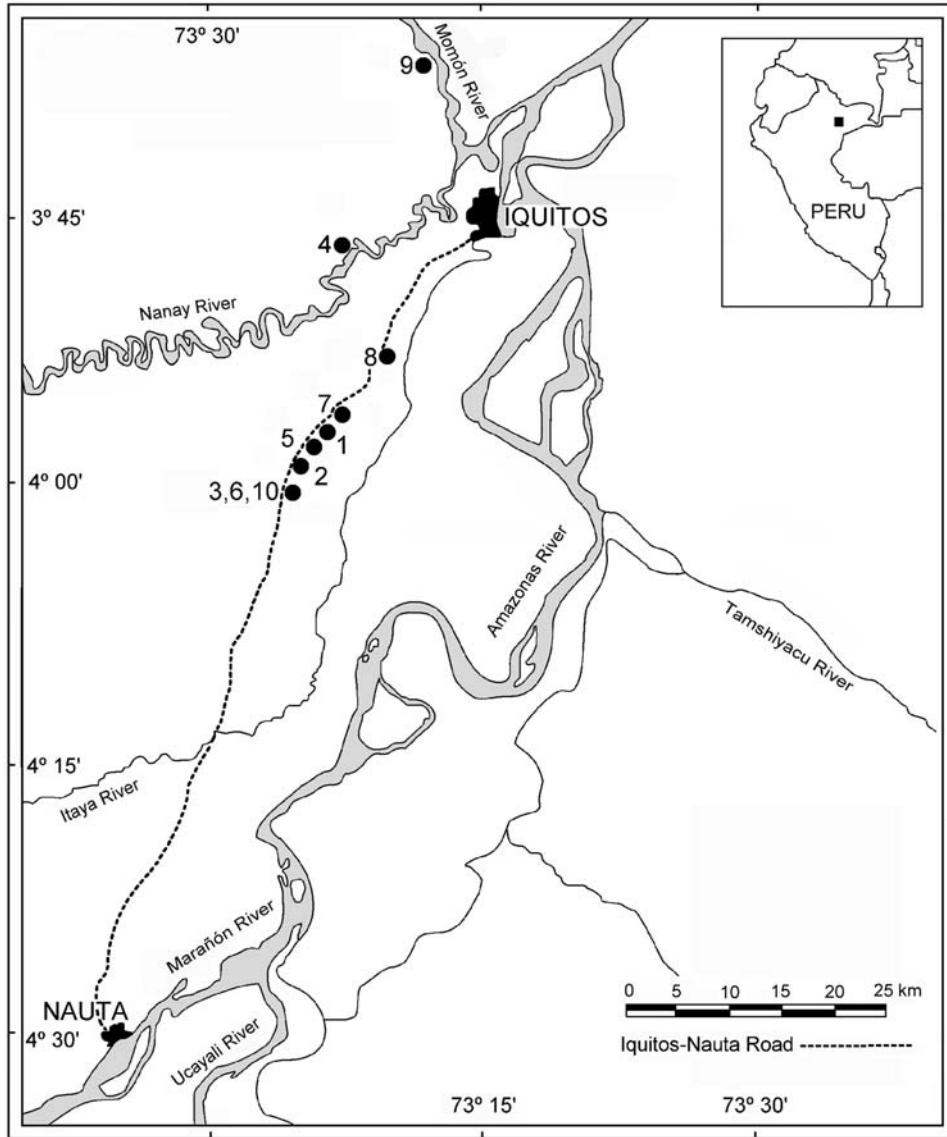 73º 30'
9
Momón River
3º 45'
IQUITOS
PERU
4
Nanay River
8
7
5
1
2
4º 00'
3,6,10
Amazonas River
Tamshiyacu River
4º 15'
Itaya River
Marañón River
NAUTA
4º 30'
Ucayali River
0 5 10 15 20 25 km
Iquitos-Nauta Road
73º 15'
73º 30'